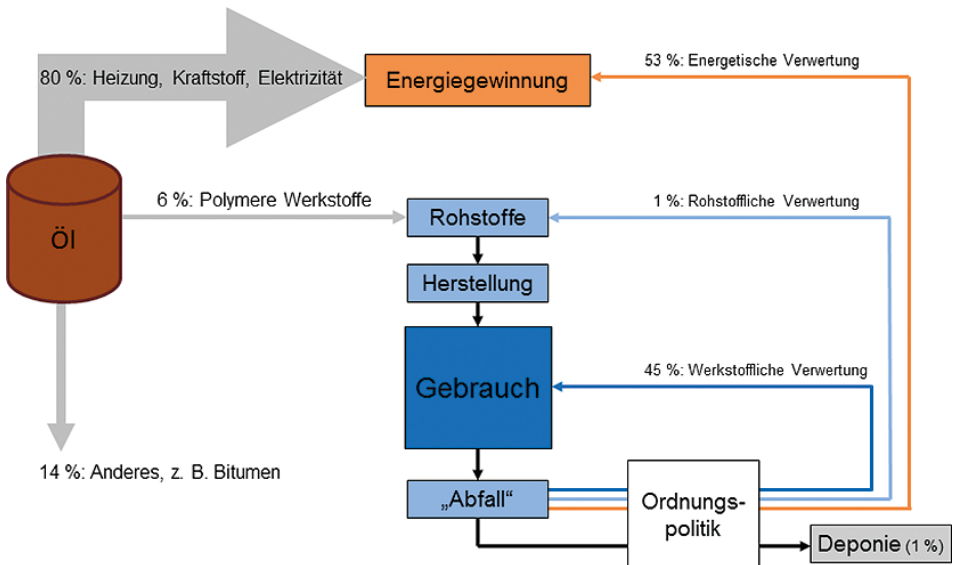 80 %: Heizung, Kraftstoff, Elektrizität
Energiegewinnung
53 %: Energetische Verwertung
Öl
6 %: Polymere Werkstoffe
Rohstoffe
1 %: Rohstoffliche Verwertung
Herstellung
Gebrauch
45 %: Werkstoffliche Verwertung
14 %: Anderes, z. B. Bitumen
„Abfall“
Ordnungs-
politik
Deponie (1 %)